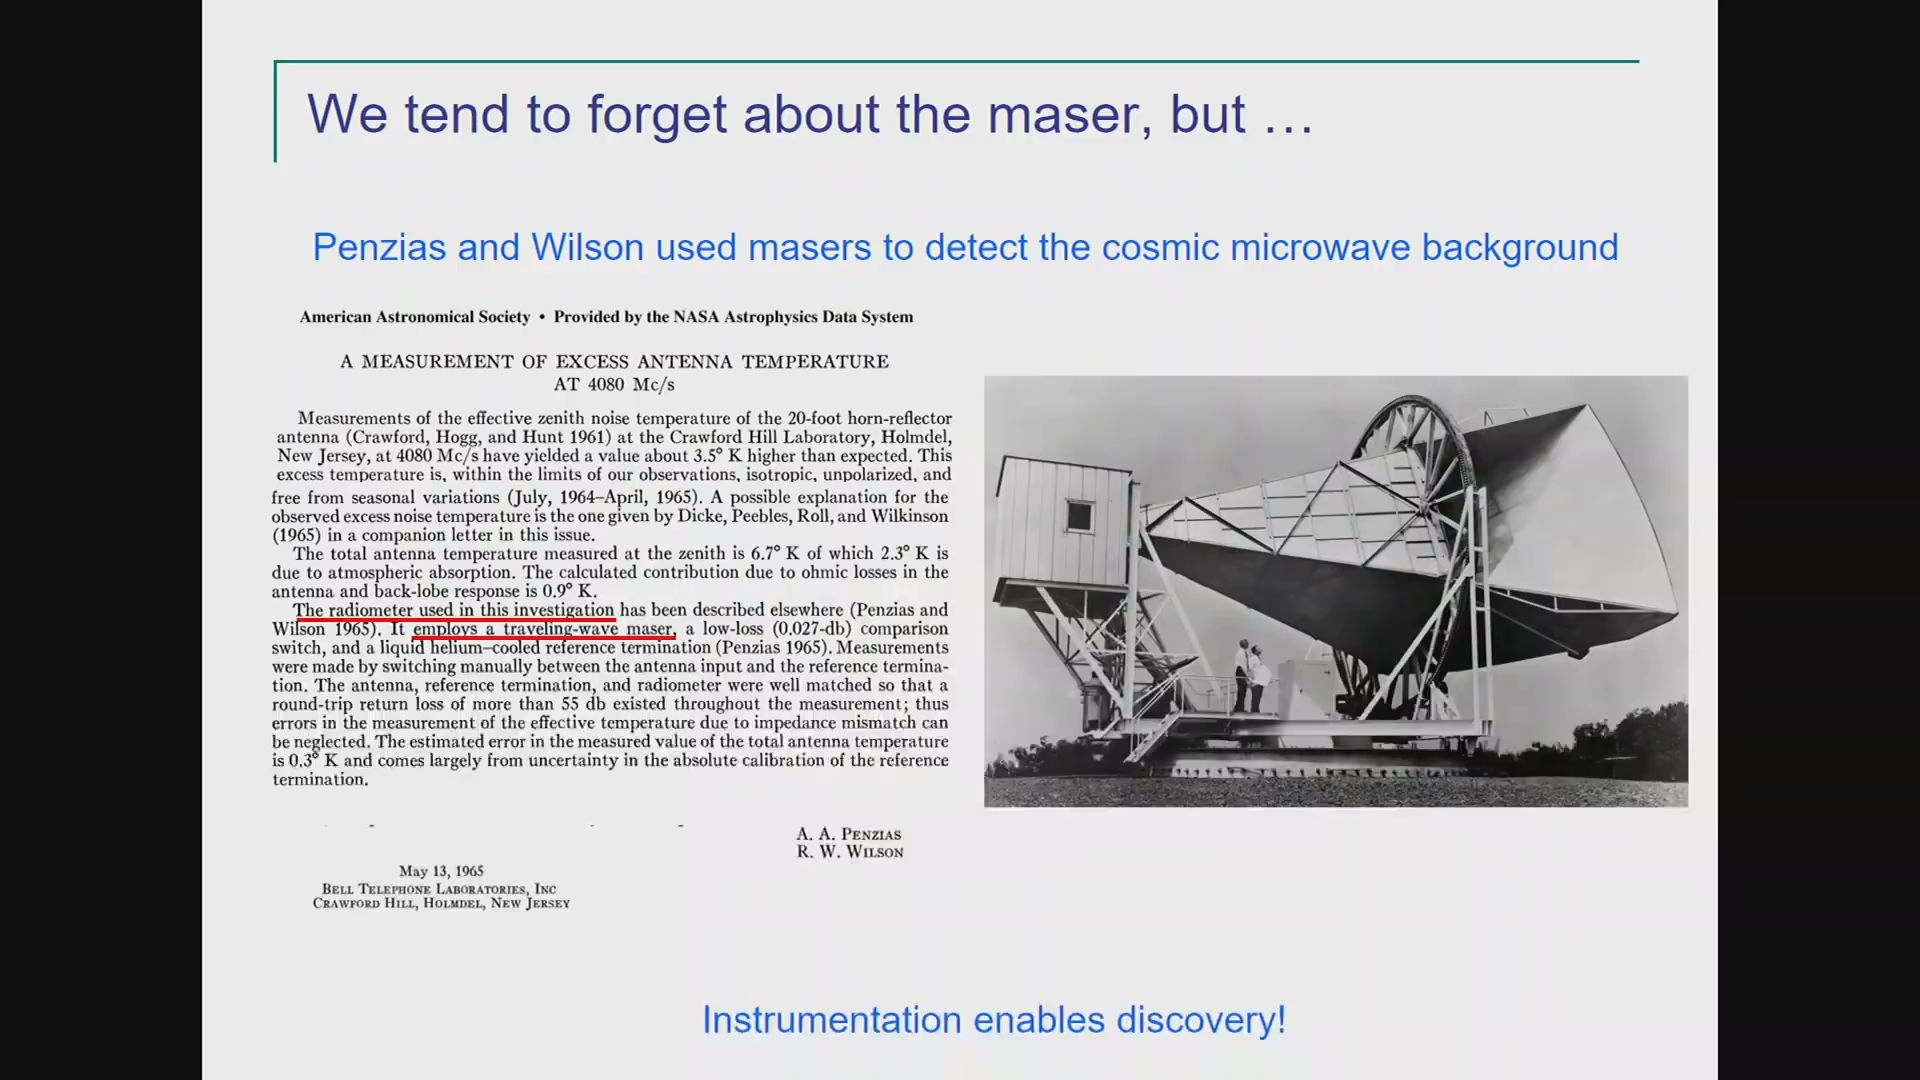 We tend to forget about the maser, but …
Penzias and Wilson used masers to detect the cosmic microwave background
American Astronomical Society • Provided by the NASA Astrophysics Data System
A MEASUREMENT OF EXCESS ANTENNA TEMPERATURE
AT 4080 Mc/s
Measurements of the effective zenith noise temperature of the 20-foot horn-reflector
antenna (Crawford, Hogg, and Hunt 1961) at the Crawford Hill Laboratory, Holmdel,
New Jersey, at 4080 Mc/s have yielded a value about 3.5° K higher than expected. This
excess temperature is, within the limits of our observations, isotropic, unpolarized, and
free from seasonal variations (July, 1964–April, 1965). A possible explanation for the
observed excess noise temperature is the one given by Dicke, Peebles, Roll, and Wilkinson
(1965) in a companion letter in this issue.
The total antenna temperature measured at the zenith is 6.7° K of which 2.3° K is
due to atmospheric absorption. The calculated contribution due to ohmic losses in the
antenna and back-lobe response is 0.9° K.
The radiometer used in this investigation has been described elsewhere (Penzias and
Wilson 1965). It employs a traveling-wave maser, a low-loss (0.027-db) comparison
switch, and a liquid helium–cooled reference termination (Penzias 1965). Measurements
were made by switching manually between the antenna input and the reference termina-
tion. The antenna, reference termination, and radiometer were well matched so that a
round-trip return loss of more than 55 db existed throughout the measurement; thus
errors in the measurement of the effective temperature due to impedance mismatch can
be neglected. The estimated error in the measured value of the total antenna temperature
is 0.3° K and comes largely from uncertainty in the absolute calibration of the reference
termination.
A. A. PENZIAS
R. W. WILSON
May 13, 1965
BELL TELEPHONE LABORATORIES, INC
CRAWFORD HILL, HOLMDEL, NEW JERSEY
Instrumentation enables discovery!